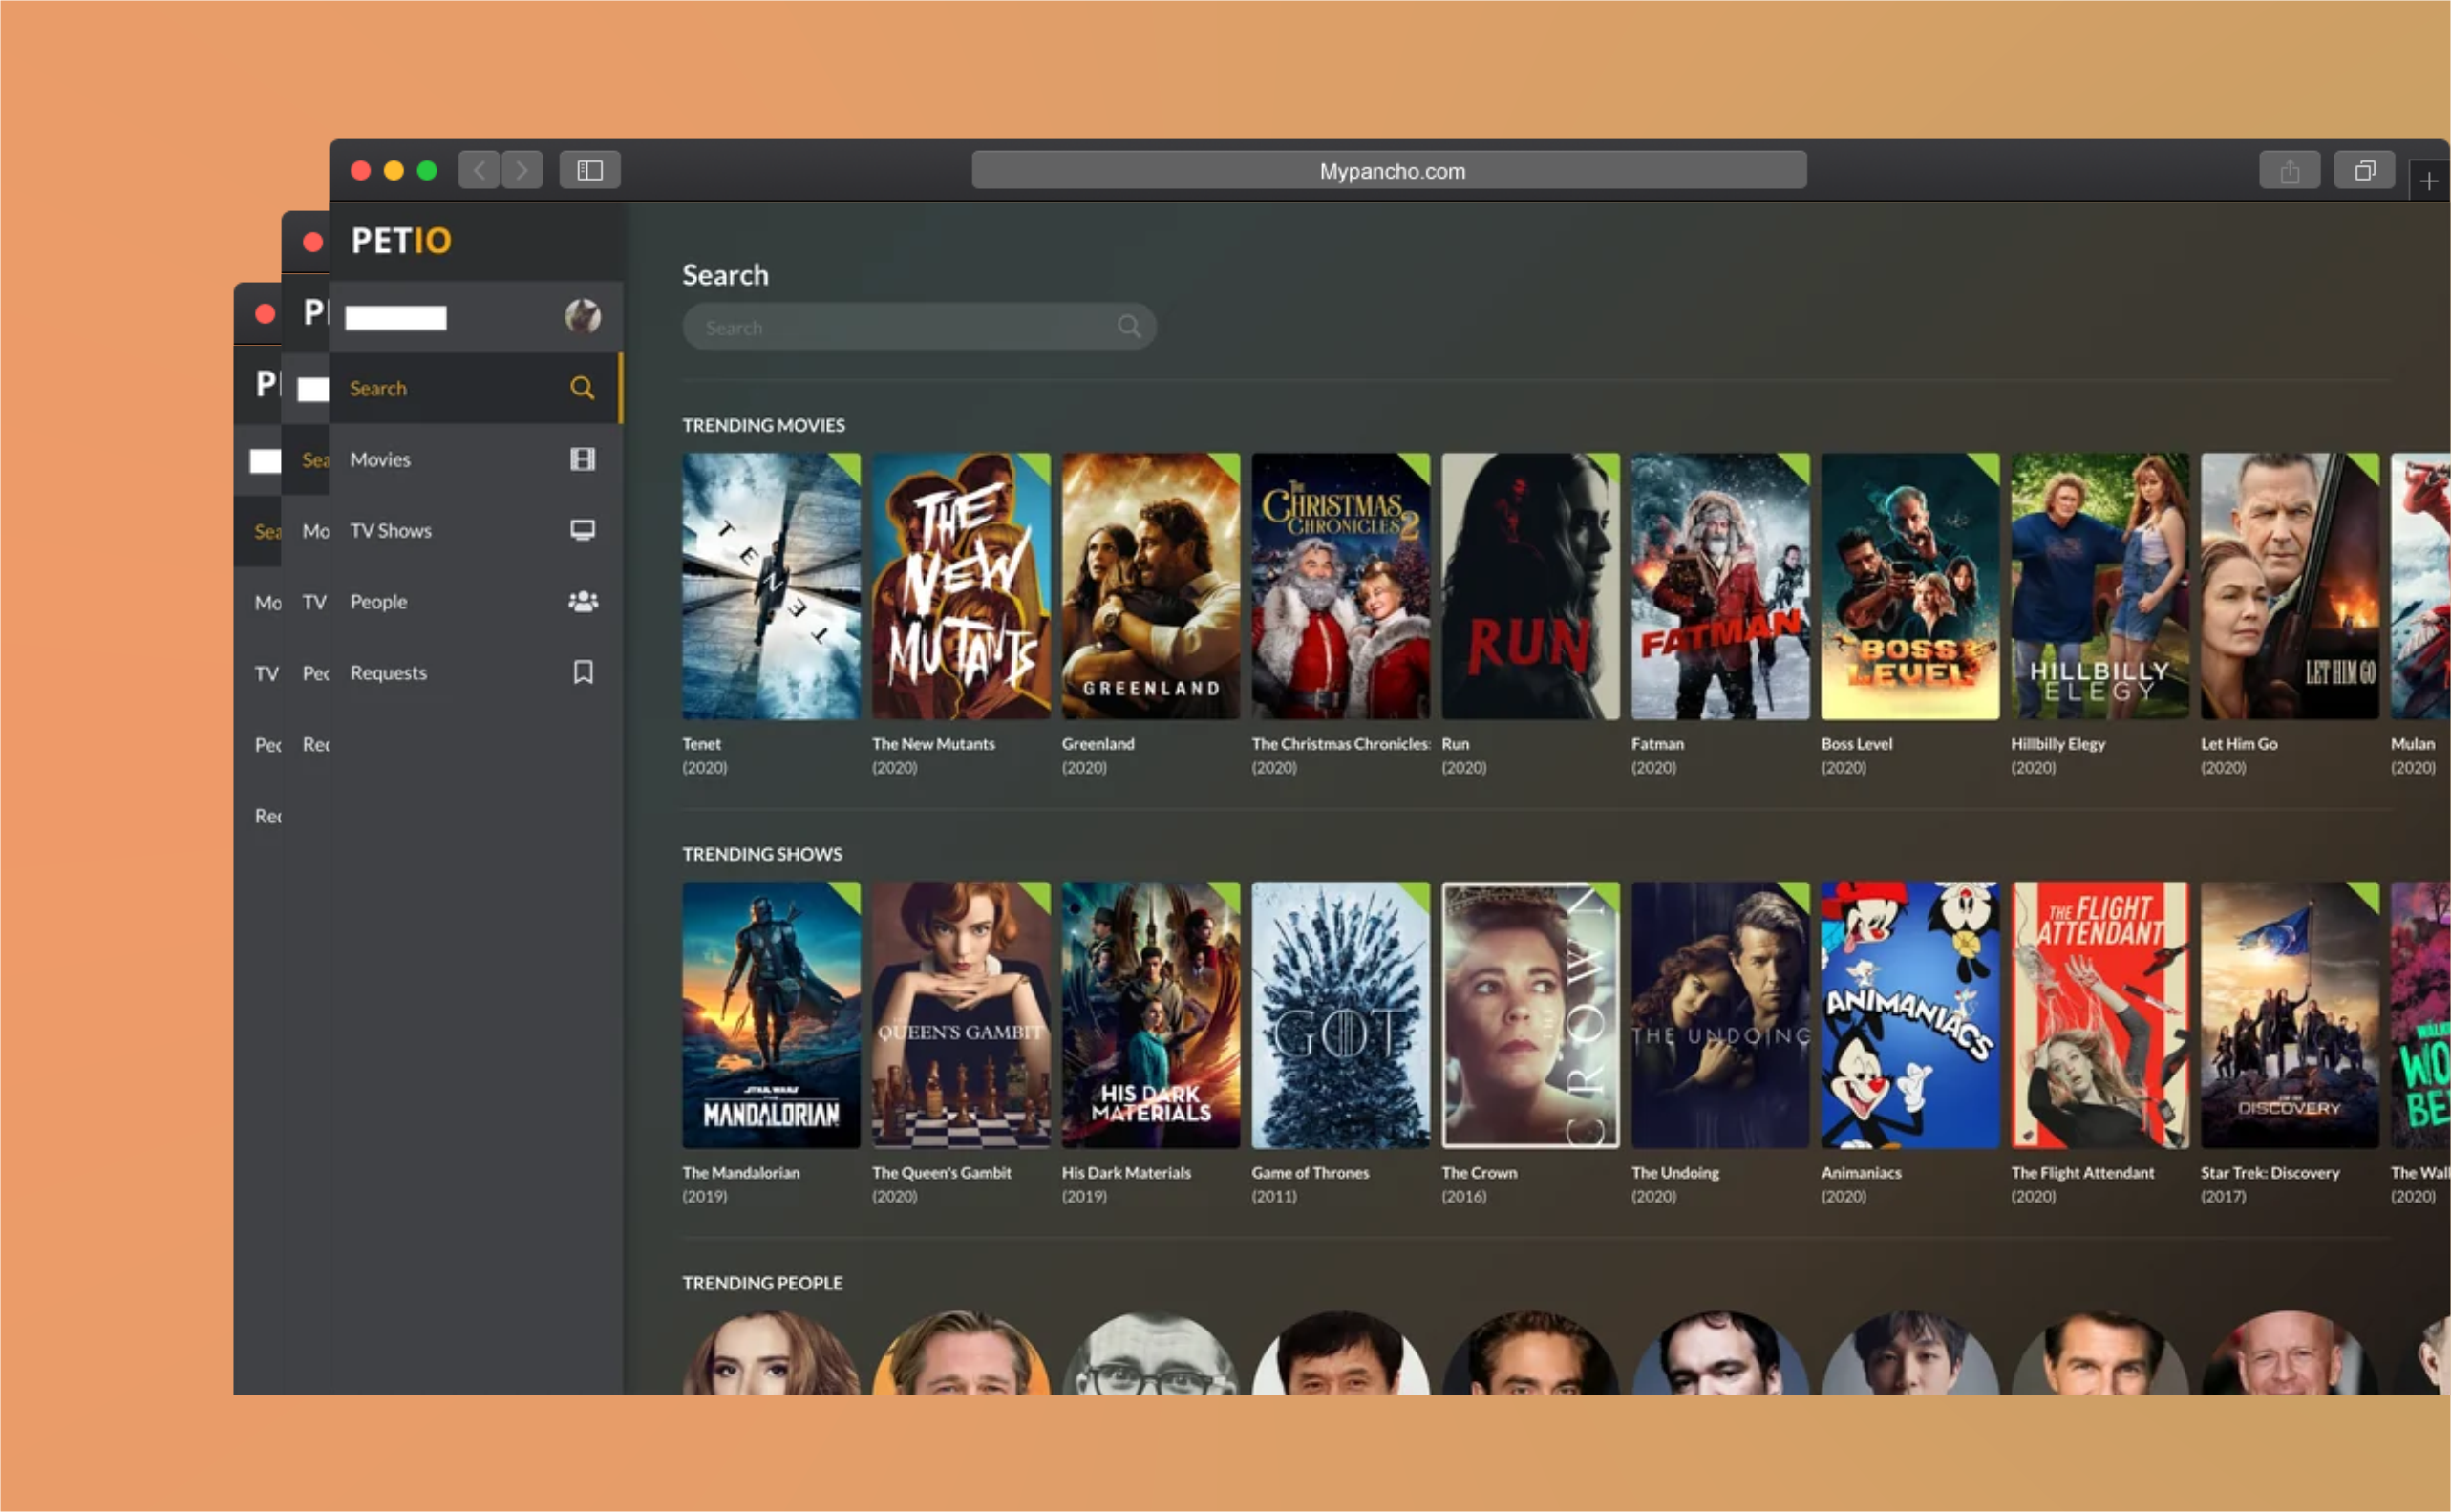 Mypancho.com
PETIO
Search
Movies
TV Shows
People
Requests
P
Sea
Mo
TV
Pec
Rec
P
Sea
Mo
TV
Pec
Rec
Search
Search
TRENDING MOVIES
TENET
THE NEW MUTANTS
GREENLAND
THE CHRISTMAS CHRONICLES 2
RUN
FATMAN
BOSS LEVEL
HILLBILLY ELEGY
LET HIM GO
Tenet
(2020)
The New Mutants
(2020)
Greenland
(2020)
The Christmas Chronicles:
(2020)
Run
(2020)
Fatman
(2020)
Boss Level
(2020)
Hillbilly Elegy
(2020)
Let Him Go
(2020)
Mulan
(2020)
TRENDING SHOWS
STAR WARS
THE
MANDALORIAN
QUEEN'S GAMBIT
HIS DARK MATERIALS
GOT
THE CROWN
THE UNDOING
ANIMANIACS
THE FLIGHT ATTENDANT
DISCOVERY
WO
BE
The Mandalorian
(2019)
The Queen's Gambit
(2020)
His Dark Materials
(2019)
Game of Thrones
(2011)
The Crown
(2016)
The Undoing
(2020)
Animaniacs
(2020)
The Flight Attendant
(2020)
Star Trek: Discovery
(2017)
The Wal
(2020)
TRENDING PEOPLE